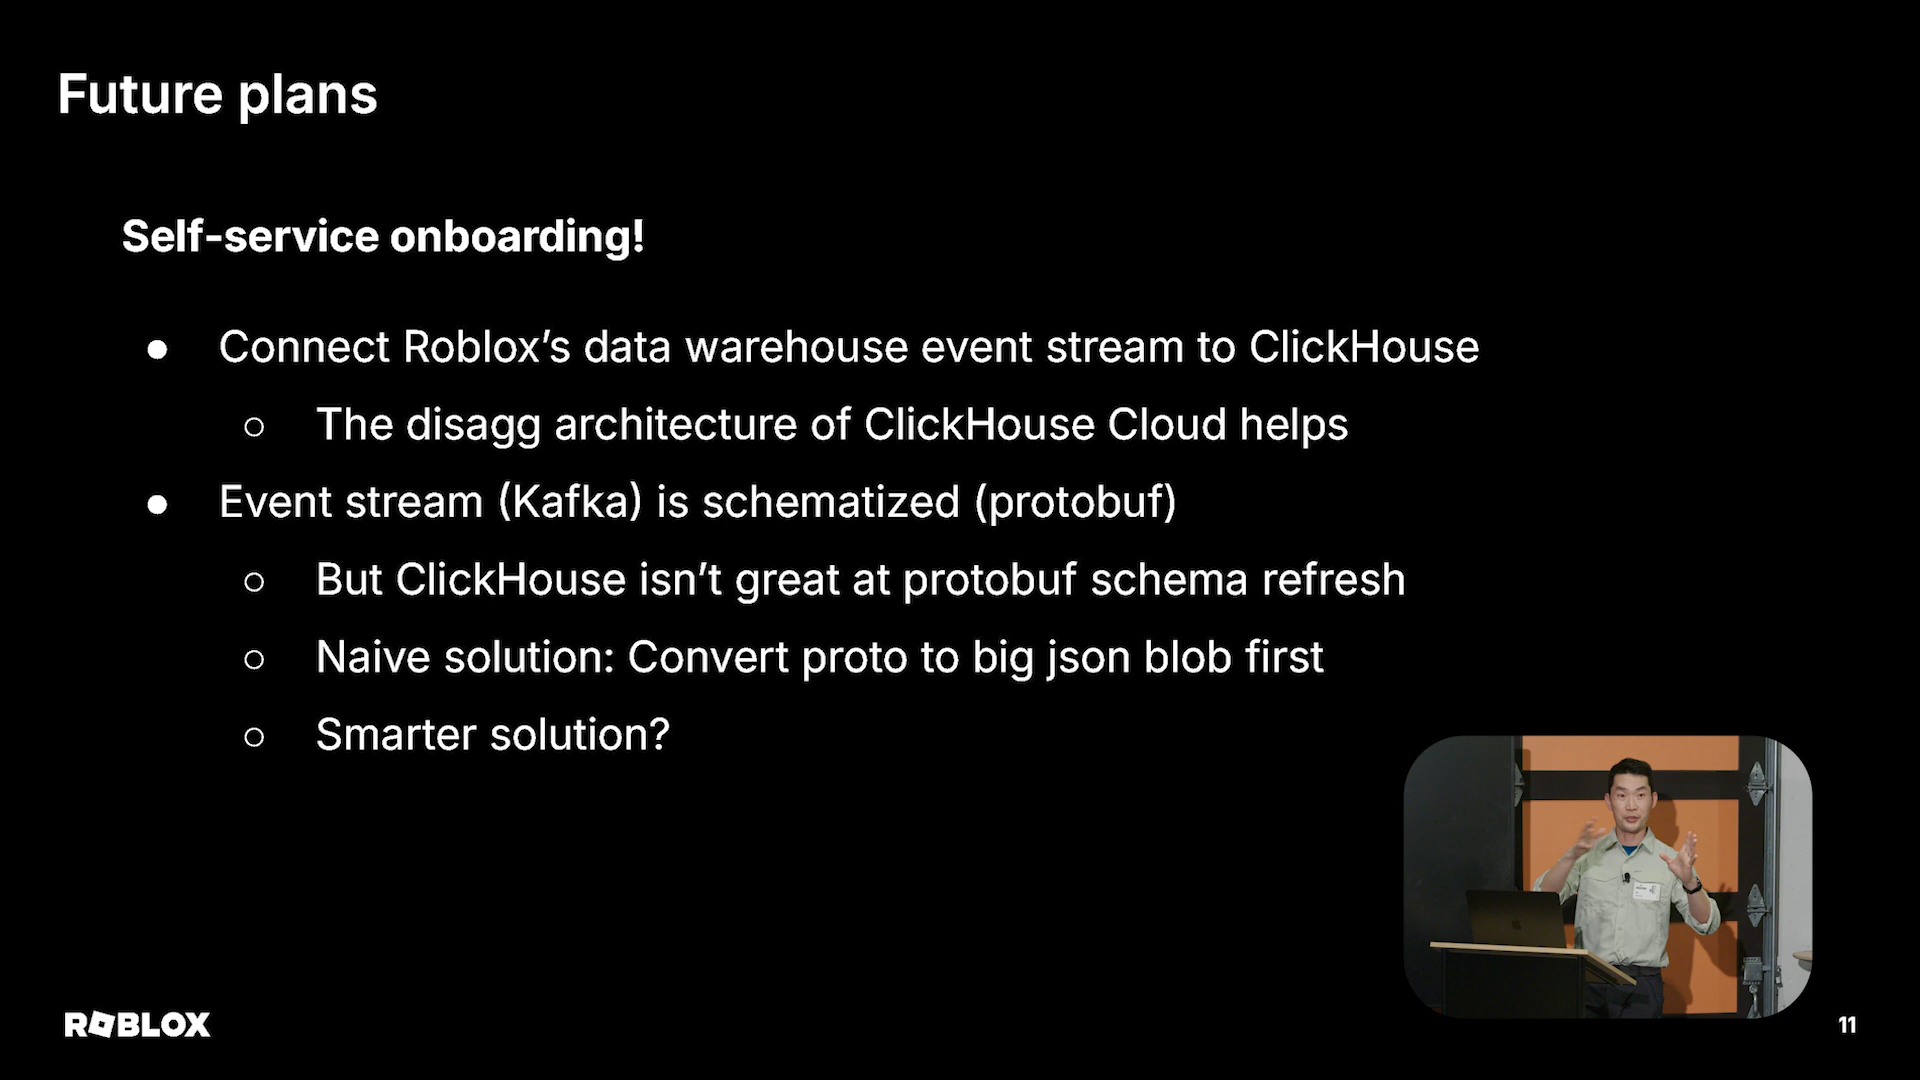 Future plans
Self-service onboarding!
● Connect Roblox’s data warehouse event stream to ClickHouse
○ The disagg architecture of ClickHouse Cloud helps
● Event stream (Kafka) is schematized (protobuf)
○ But ClickHouse isn’t great at protobuf schema refresh
○ Naive solution: Convert proto to big json blob first
○ Smarter solution?
ROBLOX
11